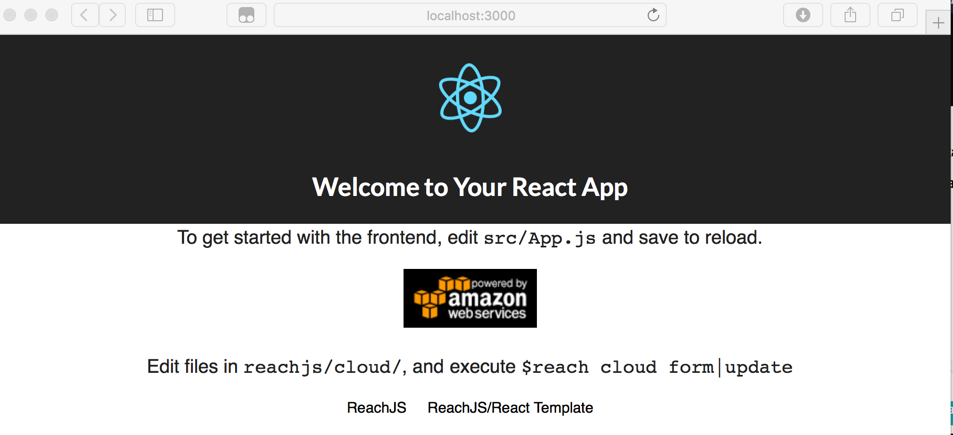 localhost:3000
Welcome to Your React App
To get started with the frontend, edit src/App.js and save to reload.
powered by
amazon
web services
Edit files in reachjs/cloud/, and execute $reach cloud form|update
ReachJS ReachJS/React Template